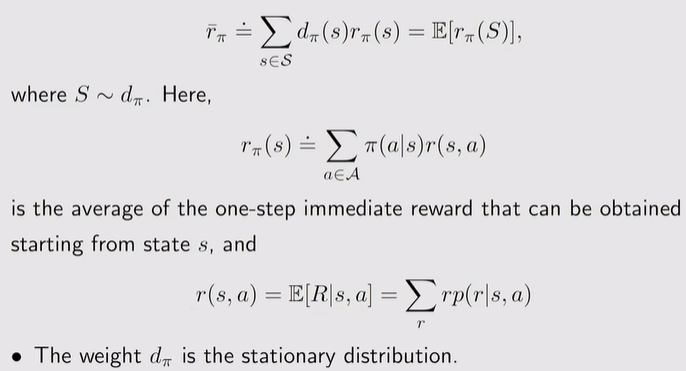 r̄_π ≐ ∑_{s∈𝒮} d_π(s)r_π(s) = 𝔼[r_π(S)],
where S ∼ d_π. Here,
r_π(s) ≐ ∑_{a∈𝒜} π(a|s)r(s, a)
is the average of the one-step immediate reward that can be obtained
starting from state s, and
r(s, a) = 𝔼[R|s, a] = ∑_r rp(r|s, a)
• The weight d_π is the stationary distribution.